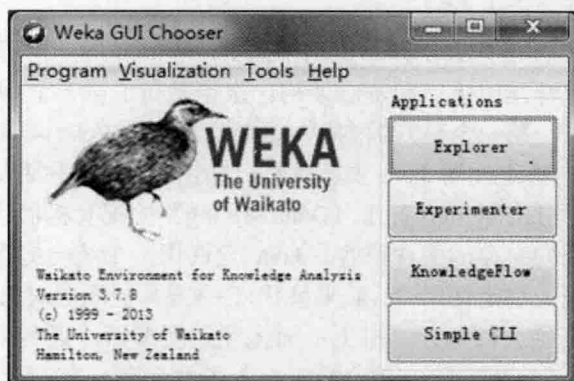 Weka GUI Chooser
Program Visualization Tools Help
WEKA
The University
of Waikato
Waikato Environment for Knowledge Analysis
Version 3.7.8
(c) 1999 - 2013
The University of Waikato
Hamilton, New Zealand
Applications
Explorer
Experimenter
KnowledgeFlow
Simple CLI